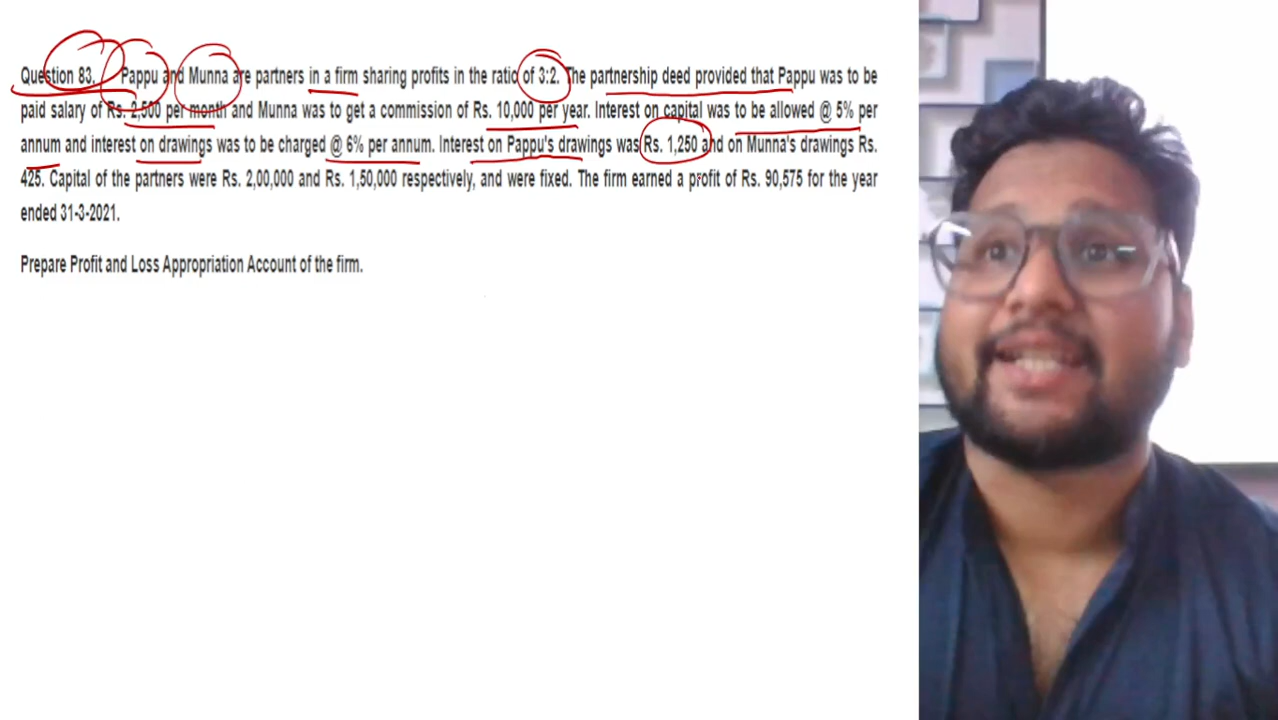 Question 83. Pappu and Munna are partners in a firm sharing profits in the ratio of 3:2. The partnership deed provided that Pappu was to be
paid salary of Rs. 2,500 per month and Munna was to get a commission of Rs. 10,000 per year. Interest on capital was to be allowed @ 5% per
annum and interest on drawings was to be charged @ 6% per annum. Interest on Pappu's drawings was Rs. 1,250 and on Munna's drawings Rs.
425. Capital of the partners were Rs. 2,00,000 and Rs. 1,50,000 respectively, and were fixed. The firm earned a profit of Rs. 90,575 for the year
ended 31-3-2021.
Prepare Profit and Loss Appropriation Account of the firm.